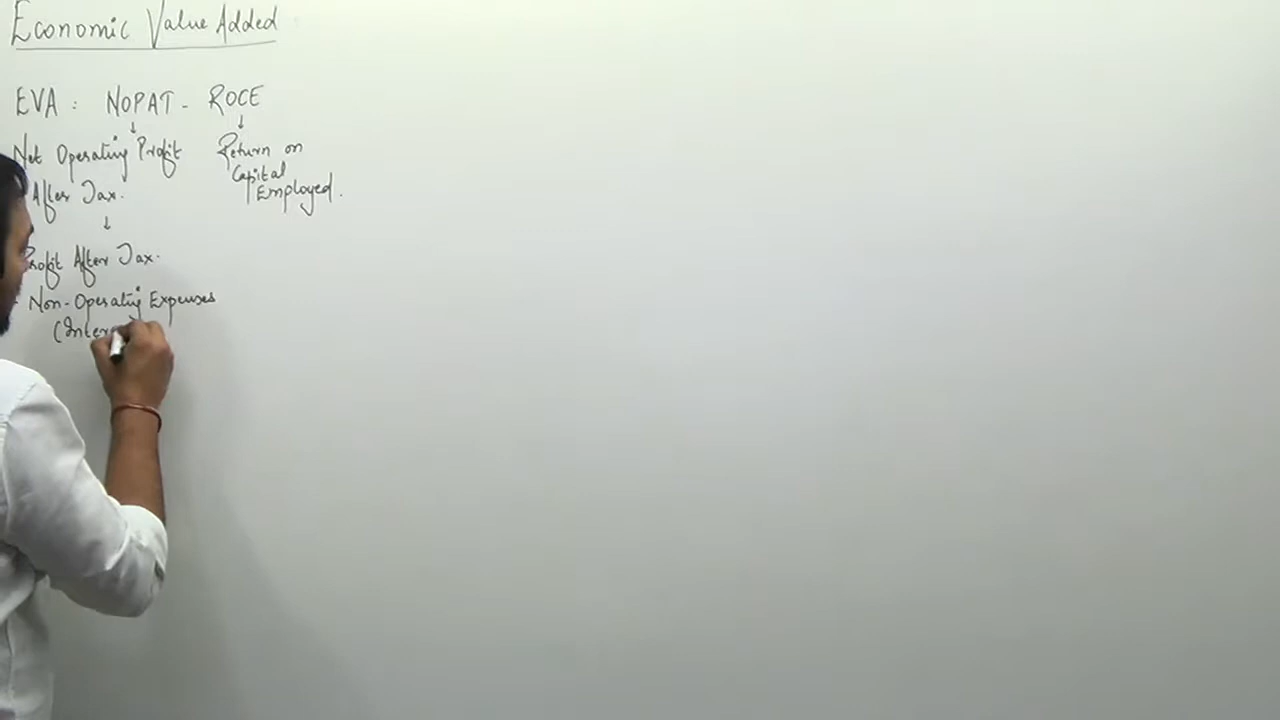 Economic Value Added
EVA : NOPAT - ROCE
Net Operating Profit
After Tax.
Return on
Capital
Employed.
Profit After Tax.
Non-Operating Expenses